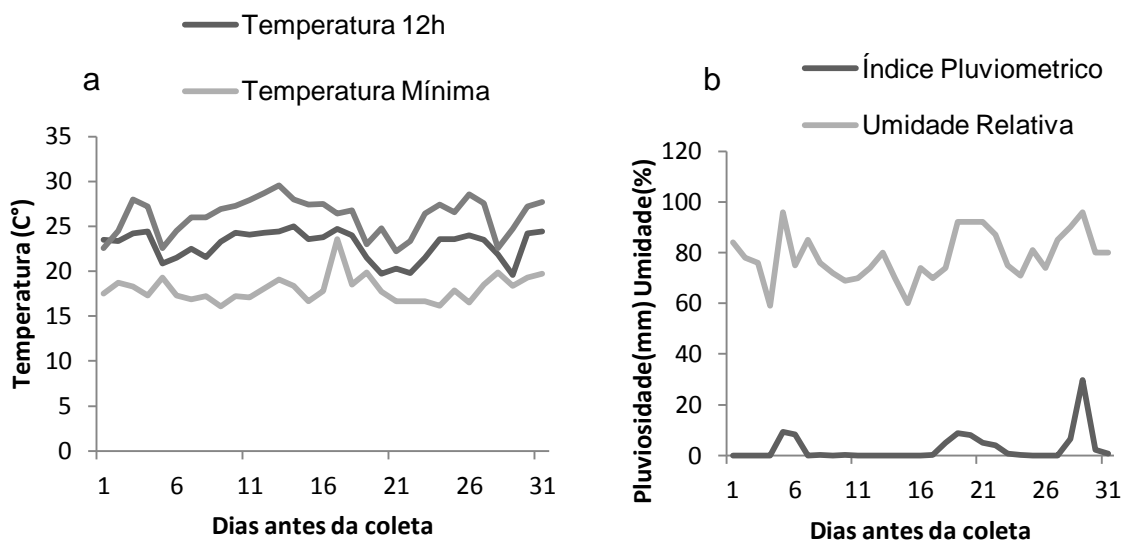 Temperatura 12h
a
Temperatura Mínima
Temperatura (C°)
35
30
25
20
15
10
5
0
1 6 11 16 21 26 31
Dias antes da coleta
Índice Pluviometrico
b
Umidade Relativa
Pluviosidade(mm) Umidade(%)
120
100
80
60
40
20
0
1 6 11 16 21 26 31
Dias antes da coleta